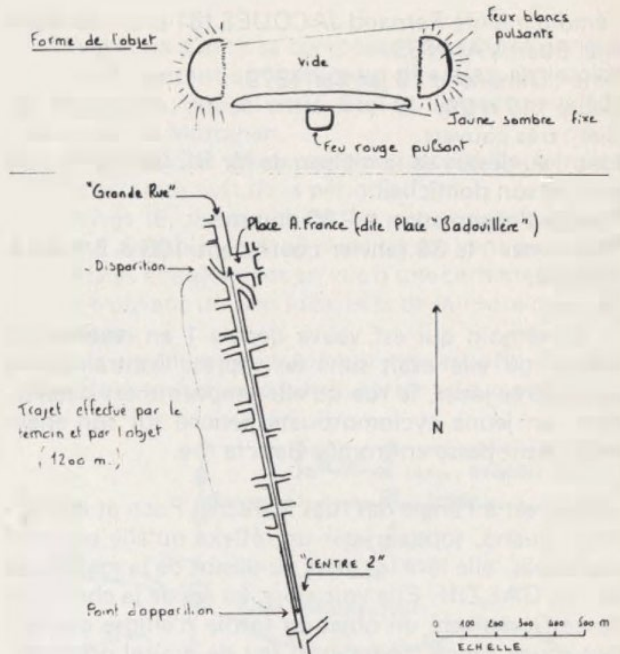 Forme de l'objet
feux blancs
pulsants
vide
Jaune sombre fixe
feu rouge pulsant
"Grande Rue"
Place A. France (dite Place "Badouillère")
Disparition
Trajet effectué par le
témoin et par l'objet
(1200 m.)
N
"CENTRE 2"
Point d'apparition
0 100 200 300 400 500 m
ECHELLE